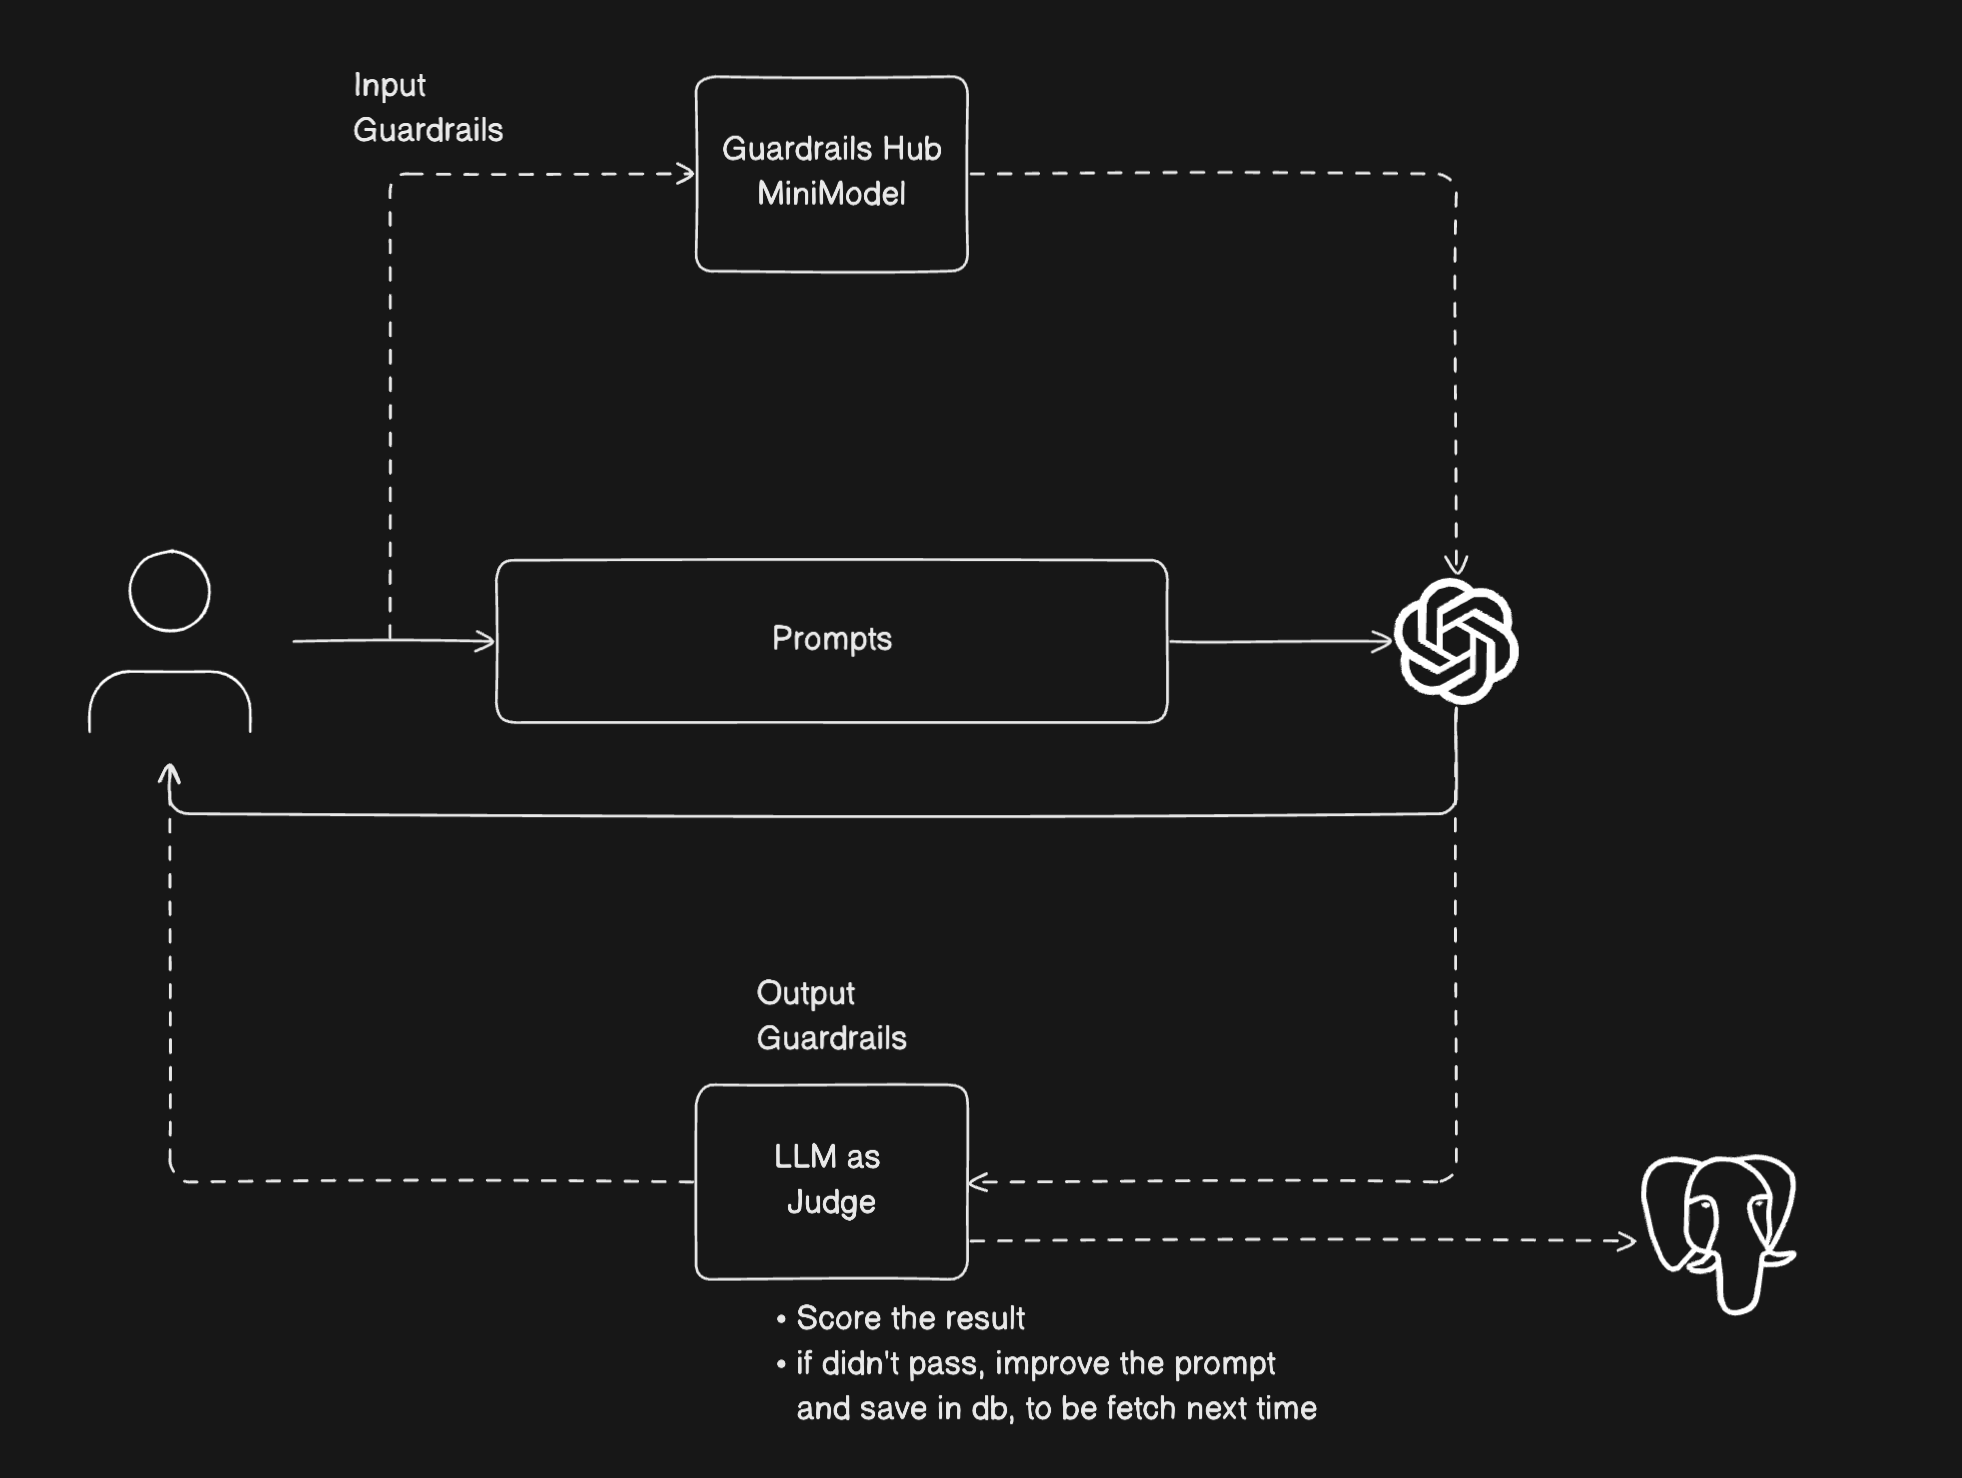 Input
Guardrails
Guardrails Hub
MiniModel
Prompts
Output
Guardrails
LLM as
Judge
• Score the result
• if didn't pass, improve the prompt
and save in db, to be fetch next time